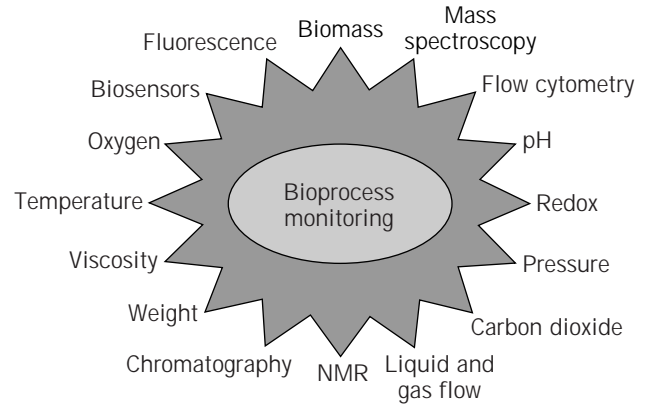 Biomass
Mass
spectroscopy
Flow cytometry
pH
Redox
Pressure
Carbon dioxide
Liquid and
gas flow
NMR
Chromatography
Weight
Viscosity
Temperature
Oxygen
Biosensors
Fluorescence
Bioprocess
monitoring